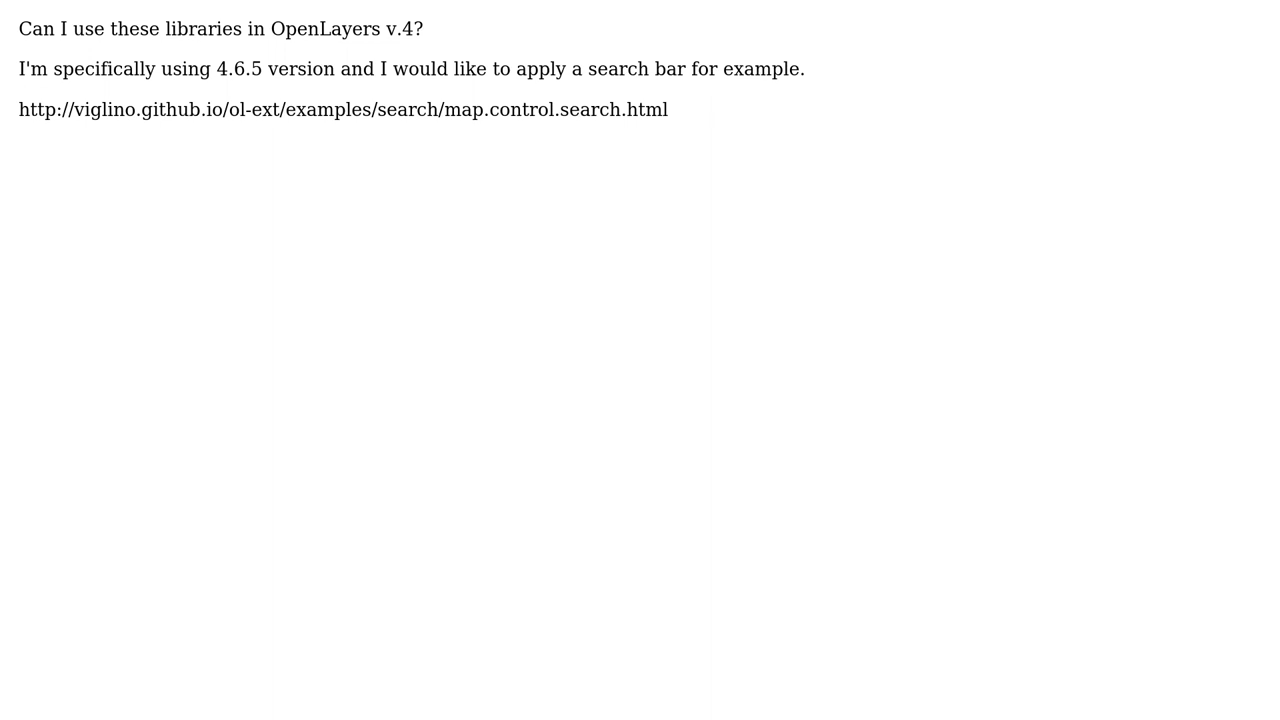 Can I use these libraries in OpenLayers v.4?
I'm specifically using 4.6.5 version and I would like to apply a search bar for example.
http://viglino.github.io/ol-ext/examples/search/map.control.search.html